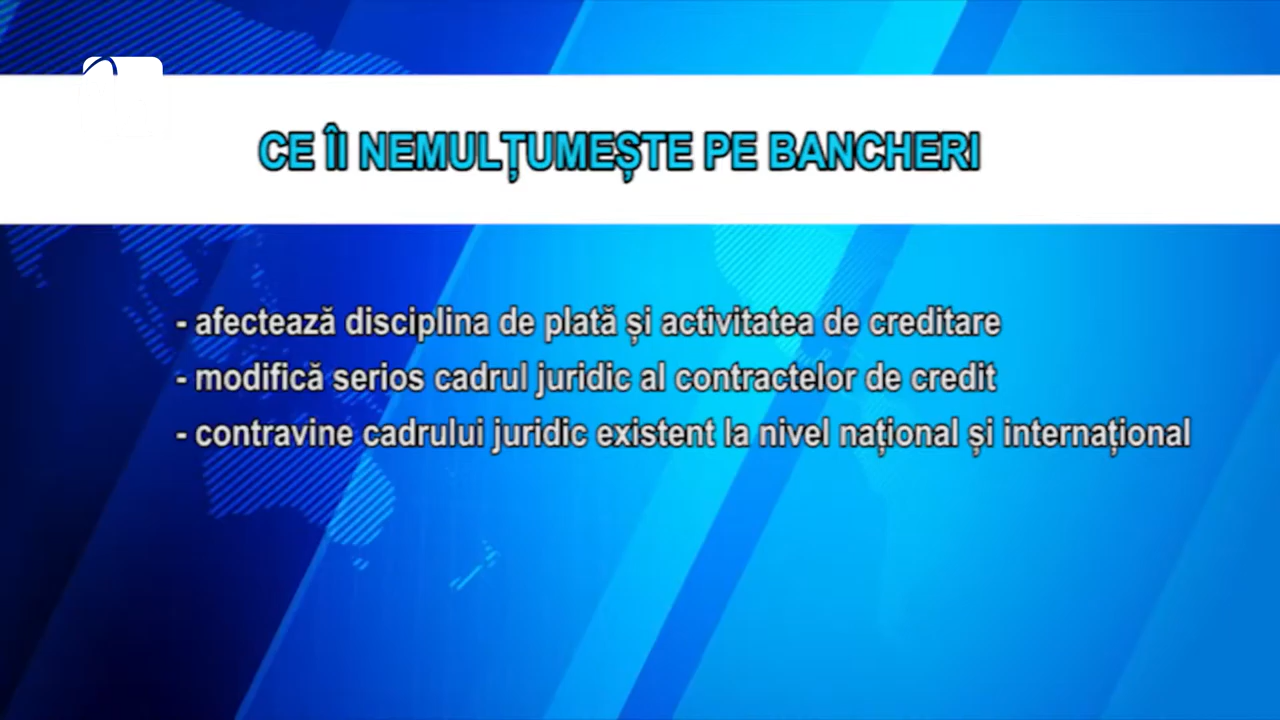 CE ÎI NEMULȚUMEȘTE PE BANCHERI
- afectează disciplina de plată și activitatea de creditare
- modifică serios cadrul juridic al contractelor de credit
- contravine cadrului juridic existent la nivel național și internațional